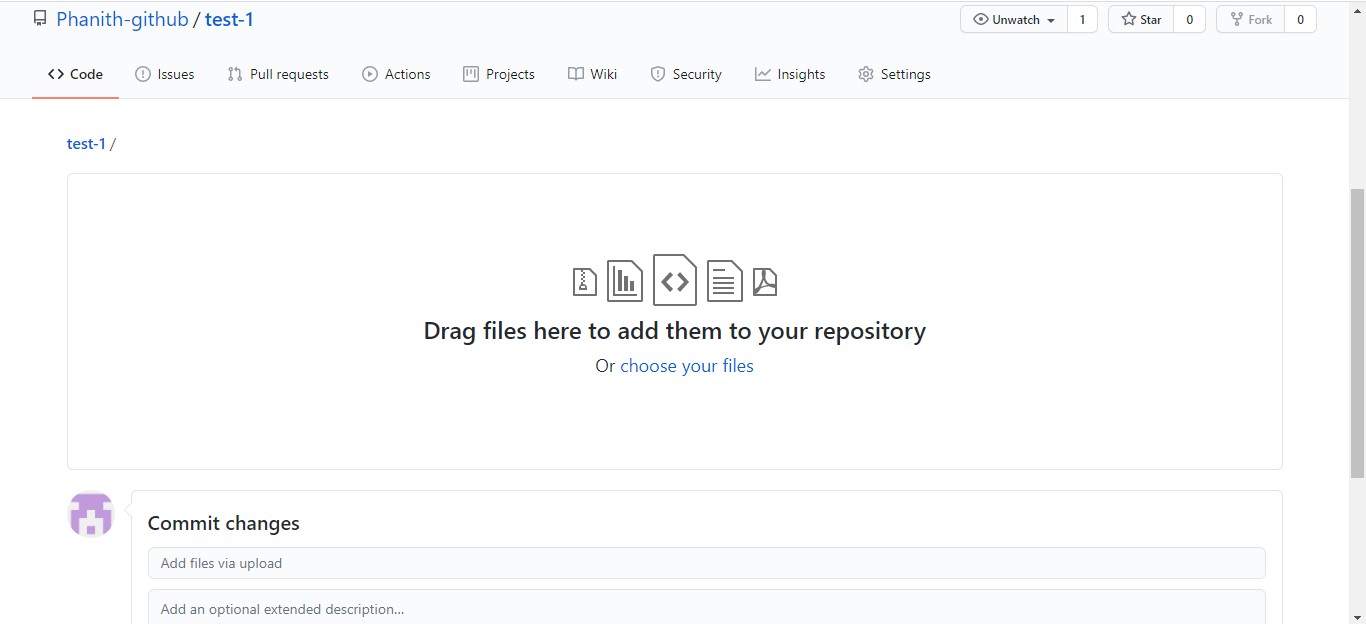 Phanith-github / test-1
Unwatch 1 Star 0 Fork 0
Code Issues Pull requests Actions Projects Wiki Security Insights Settings
test-1 /
Drag files here to add them to your repository
Or choose your files
Commit changes
Add files via upload
Add an optional extended description...